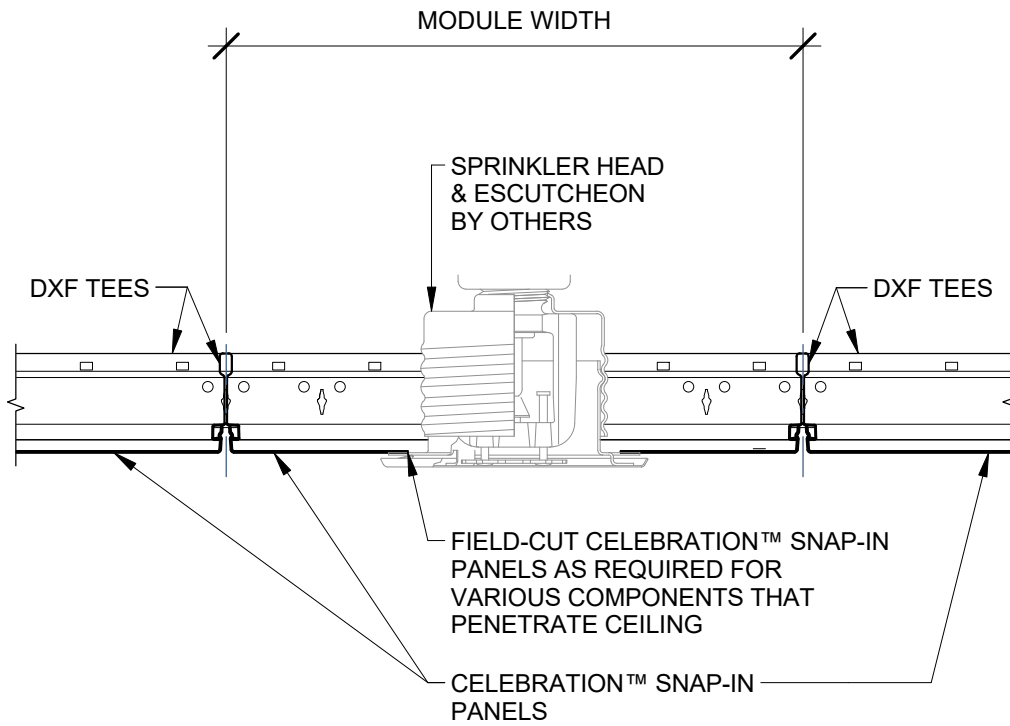 MODULE WIDTH
SPRINKLER HEAD
& ESCUTCHEON
BY OTHERS
DXF TEES
DXF TEES
FIELD-CUT CELEBRATION™ SNAP-IN
PANELS AS REQUIRED FOR
VARIOUS COMPONENTS THAT
PENETRATE CEILING
CELEBRATION™ SNAP-IN
PANELS